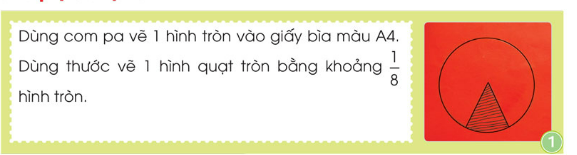 Dùng com pa vẽ 1 hình tròn vào giấy bìa màu A4.
Dùng thước vẽ 1 hình quạt tròn bằng khoảng 1/8
hình tròn.
1